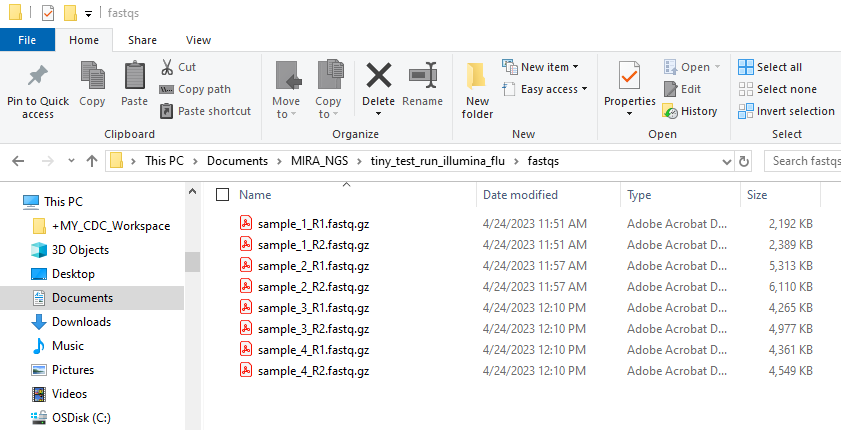 fastqs
File Home Share View
Pin to Quick access
Copy
Paste
Cut
Copy path
Paste shortcut
Clipboard
Move to
Copy to
Delete
Rename
Organize
New folder
New item
Easy access
New
Properties
Open
Edit
History
Open
Select all
Select none
Invert selection
Select
This PC Documents MIRA_NGS tiny_test_run_illumina_flu fastqs
Search fastqs
This PC
+MY_CDC_Workspace
3D Objects
Desktop
Documents
Downloads
Music
Pictures
Videos
OSDisk (C:)
Name Date modified Type Size
sample_1_R1.fastq.gz 4/24/2023 11:51 AM Adobe Acrobat D... 2,192 KB
sample_1_R2.fastq.gz 4/24/2023 11:51 AM Adobe Acrobat D... 2,389 KB
sample_2_R1.fastq.gz 4/24/2023 11:57 AM Adobe Acrobat D... 5,313 KB
sample_2_R2.fastq.gz 4/24/2023 11:57 AM Adobe Acrobat D... 6,110 KB
sample_3_R1.fastq.gz 4/24/2023 12:10 PM Adobe Acrobat D... 4,265 KB
sample_3_R2.fastq.gz 4/24/2023 12:10 PM Adobe Acrobat D... 4,977 KB
sample_4_R1.fastq.gz 4/24/2023 12:10 PM Adobe Acrobat D... 4,361 KB
sample_4_R2.fastq.gz 4/24/2023 12:10 PM Adobe Acrobat D... 4,549 KB